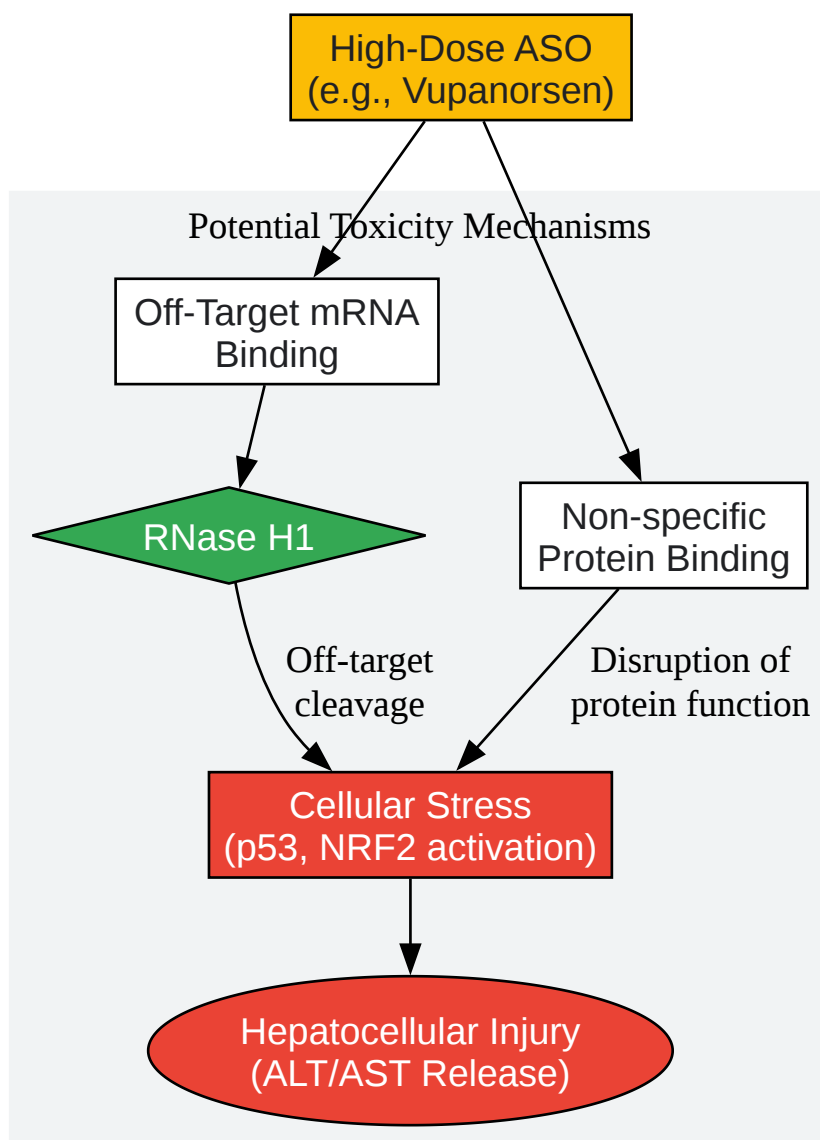 High-Dose ASO
(e.g., Vupanorsen)
Potential Toxicity Mechanisms
Off-Target mRNA
Binding
RNase H1
Non-specific
Protein Binding
Off-target
cleavage
Disruption of
protein function
Cellular Stress
(p53, NRF2 activation)
Hepatocellular Injury
(ALT/AST Release)